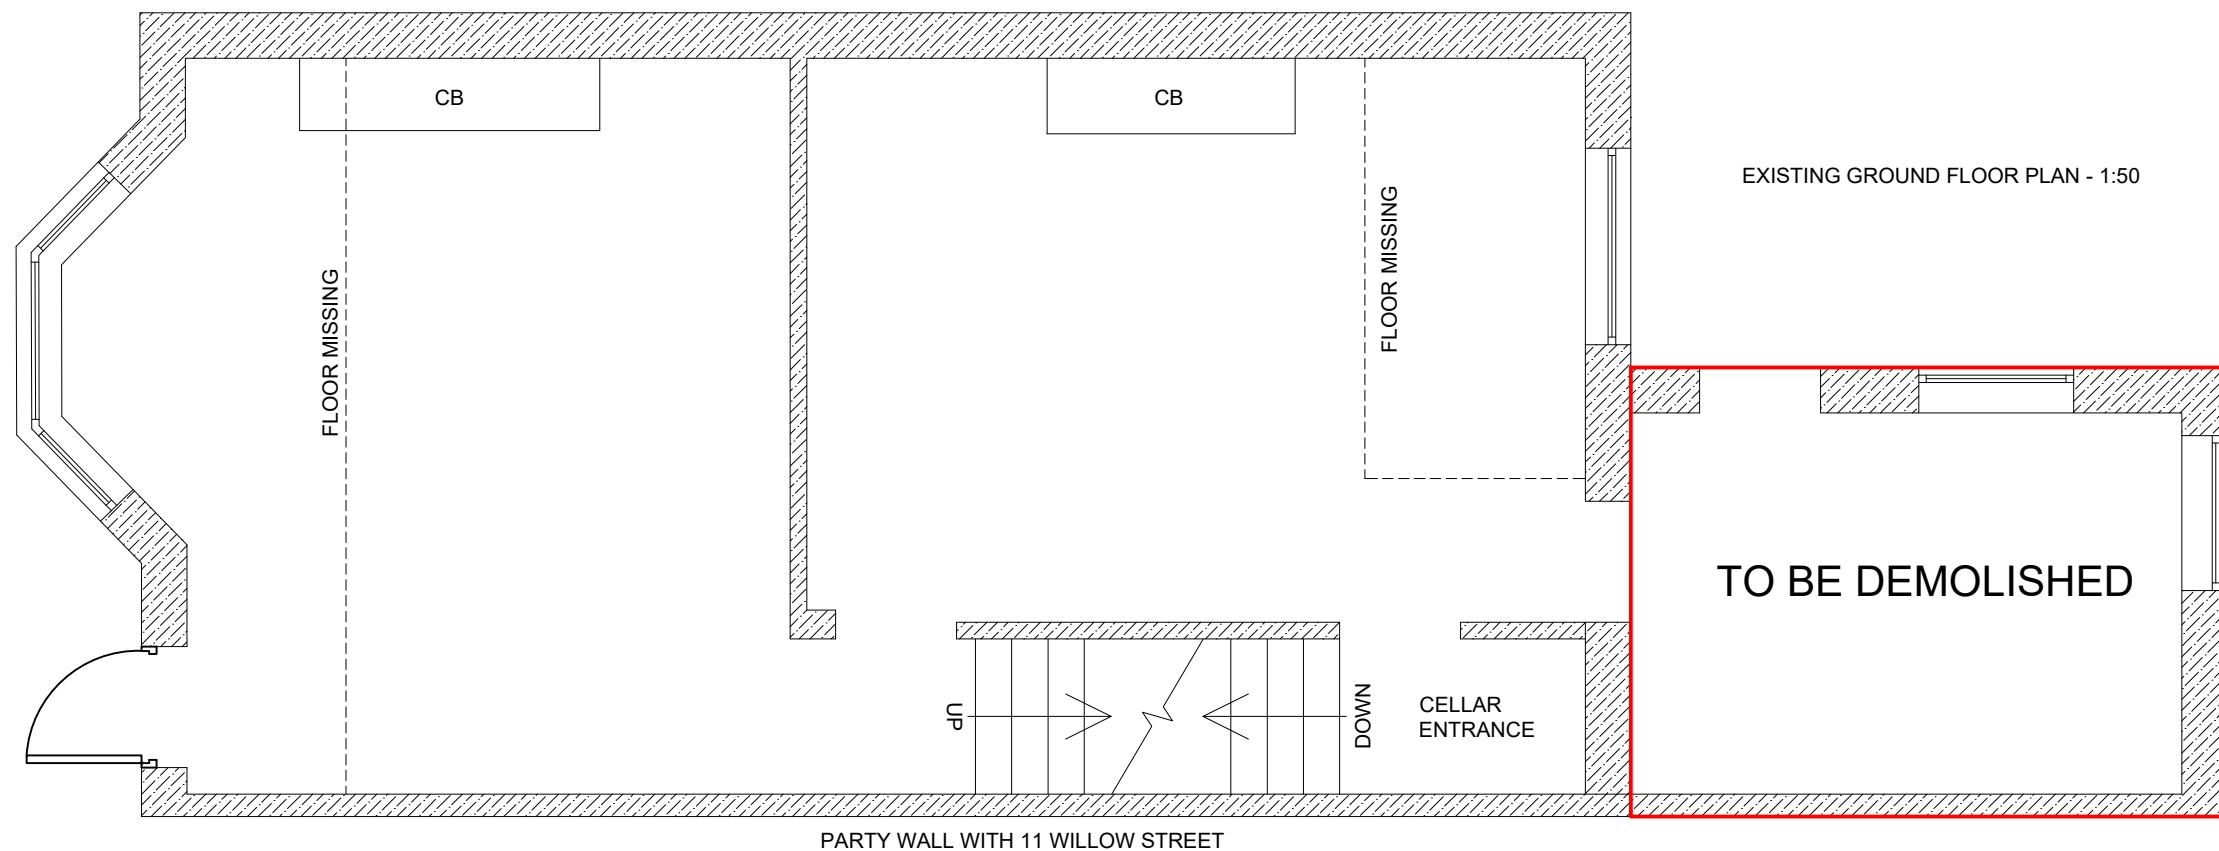 CB
CB
EXISTING GROUND FLOOR PLAN - 1:50
FLOOR MISSING
FLOOR MISSING
TO BE DEMOLISHED
UP
DOWN
CELLAR
ENTRANCE
PARTY WALL WITH 11 WILLOW STREET